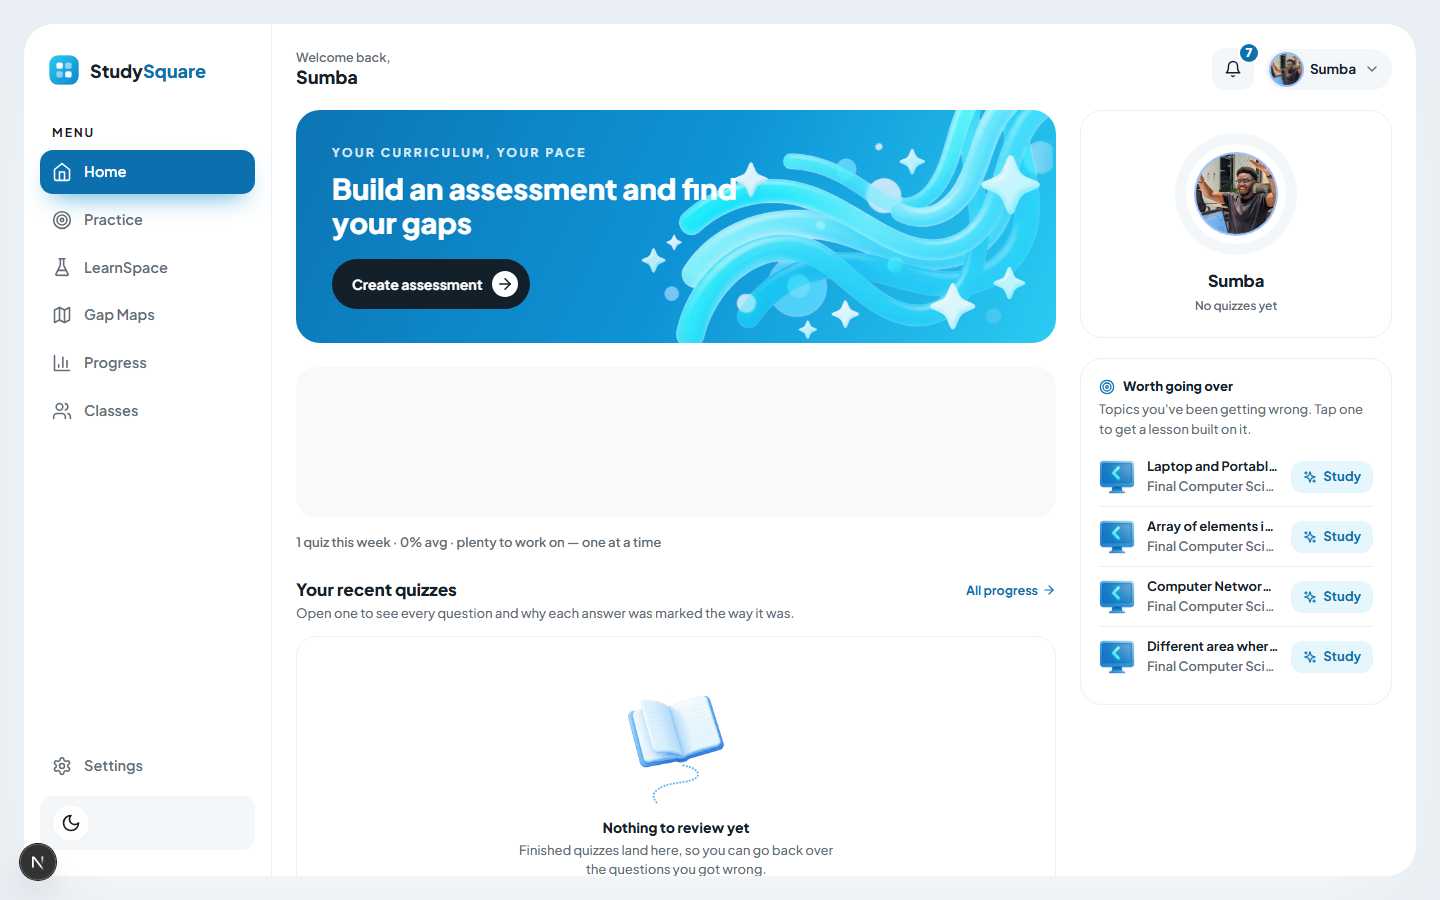 StudySquare
MENU
Home
Practice
LearnSpace
Gap Maps
Progress
Classes
Settings
N
Welcome back,
Sumba
7
Sumba
YOUR CURRICULUM, YOUR PACE
Build an assessment and find
your gaps
Create assessment
1 quiz this week · 0% avg · plenty to work on — one at a time
Your recent quizzes
All progress
Open one to see every question and why each answer was marked the way it was.
Nothing to review yet
Finished quizzes land here, so you can go back over
the questions you got wrong.
Sumba
No quizzes yet
Worth going over
Topics you've been getting wrong. Tap one
to get a lesson built on it.
Laptop and Portabl...
Final Computer Sci...
Study
Array of elements i...
Final Computer Sci...
Study
Computer Networ...
Final Computer Sci...
Study
Different area wher...
Final Computer Sci...
Study